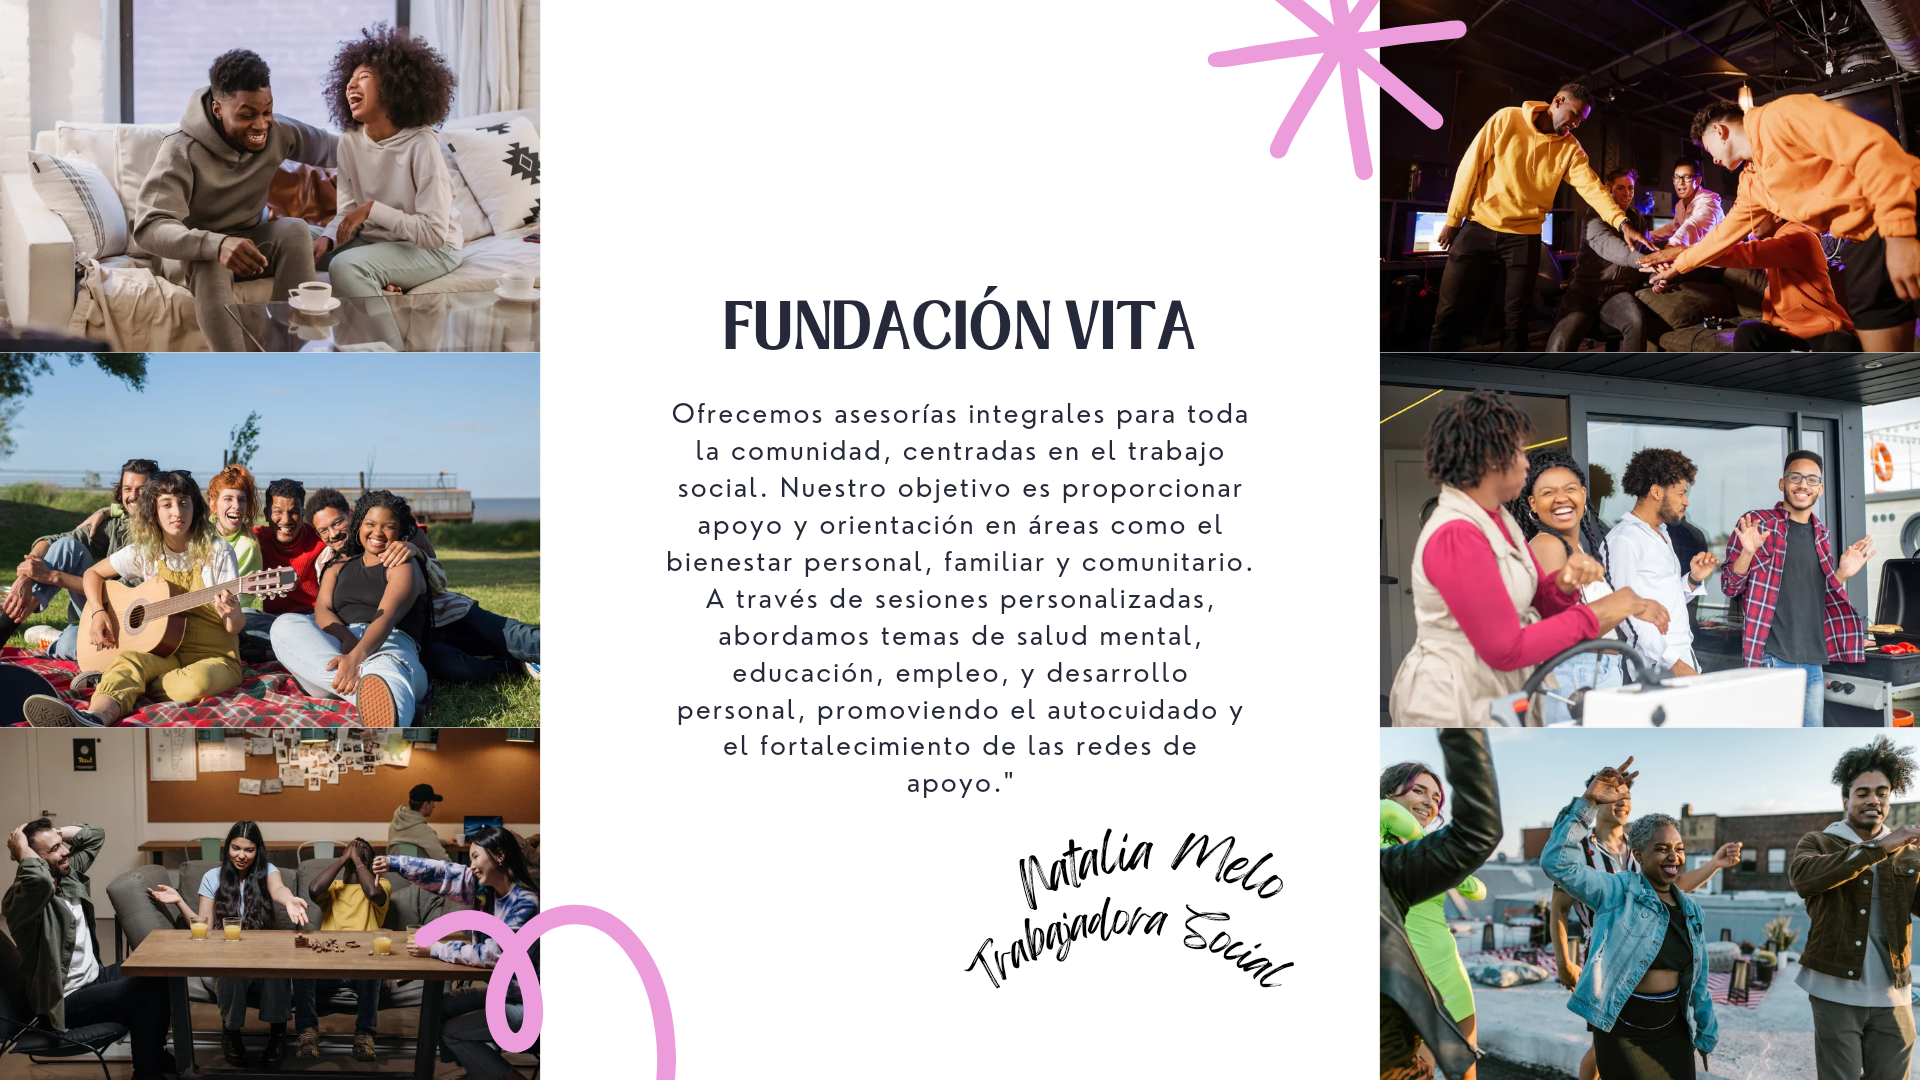 FUNDACIÓN VITA
Ofrecemos asesorías integrales para toda
la comunidad, centradas en el trabajo
social. Nuestro objetivo es proporcionar
apoyo y orientación en áreas como el
bienestar personal, familiar y comunitario.
A través de sesiones personalizadas,
abordamos temas de salud mental,
educación, empleo, y desarrollo
personal, promoviendo el autocuidado y
el fortalecimiento de las redes de
apoyo."
Natalia Melo
Trabajadora Social